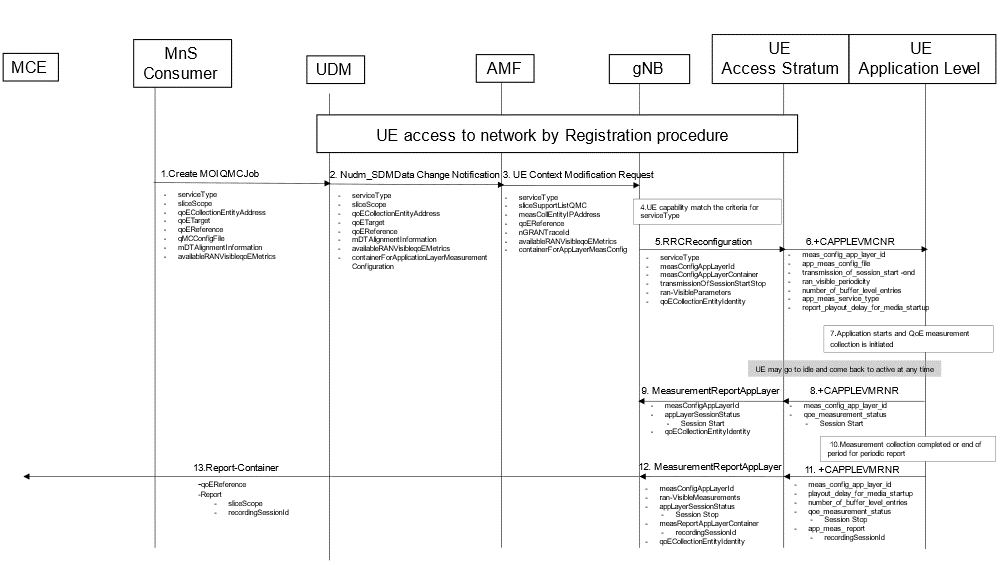 MCE
MnS
Consumer
UDM
AMF
gNB
UE
Access Stratum
UE
Application Level
UE access to network by Registration procedure
1.Create MOI QMCJob
- serviceType
- sliceScope
- qoECollectionEntityAddress
- qoETarget
- qoEReference
- qMCConfigFile
- mDTAlignmentInformation
- availableRANVisibleqoEMetrics
2. Nudm_SDMData Change Notification
- serviceType
- sliceScope
- qoECollectionEntityAddress
- qoETarget
- qoEReference
- mDTAlignmentInformation
- availableRANVisibleqoEMetrics
- containerForApplicationLayerMeasurement
Configuration
3. UE Context Modification Request
- serviceType
- sliceSupportListQMC
- measCollEntityIPAddress
- qoEReference
- nGRANTraceId
- availableRANVisibleqoEMetrics
- containerForAppLayerMeasConfig
4.UE capability match the criteria for
serviceType
5.RRCReconfiguration
- serviceType
- measConfigAppLayerId
- measConfigAppLayerContainer
- transmissionOfSessionStartStop
- ran-VisibleParameters
- qoECollectionEntityIdentity
6.+CAPPLEVMCNR
- meas_config_app_layer_id
- app_meas_config_file
- transmission_of_session_start -end
- ran_visible_periodicity
- number_of_buffer_level_entries
- app_meas_service_type
- report_playout_delay_for_media_startup
7.Application starts and QoE measurement
collection is initiated
UE may go to idle and come back to active at any time
9. MeasurementReportAppLayer
- measConfigAppLayerId
- appLayerSessionStatus
- Session Start
- qoECollectionEntityIdentity
8.+CAPPLEVMRNR
- meas_config_app_layer_id
- qoe_measurement_status
- Session Start
10.Measurement collection completed or end of
period for periodic report
13.Report-Container
-qoEReference
-Report
- sliceScope
- recordingSessionId
12. MeasurementReportAppLayer
- measConfigAppLayerId
- ran-VisibleMeasurements
- appLayerSessionStatus
- Session Stop
- measReportAppLayerContainer
- recordingSessionId
- qoECollectionEntityIdentity
11. +CAPPLEVMRNR
- meas_config_app_layer_id
- playout_delay_for_media_startup
- number_of_buffer_level_entries
- qoe_measurement_status
- Session Stop
- app_meas_report
- recordingSessionId